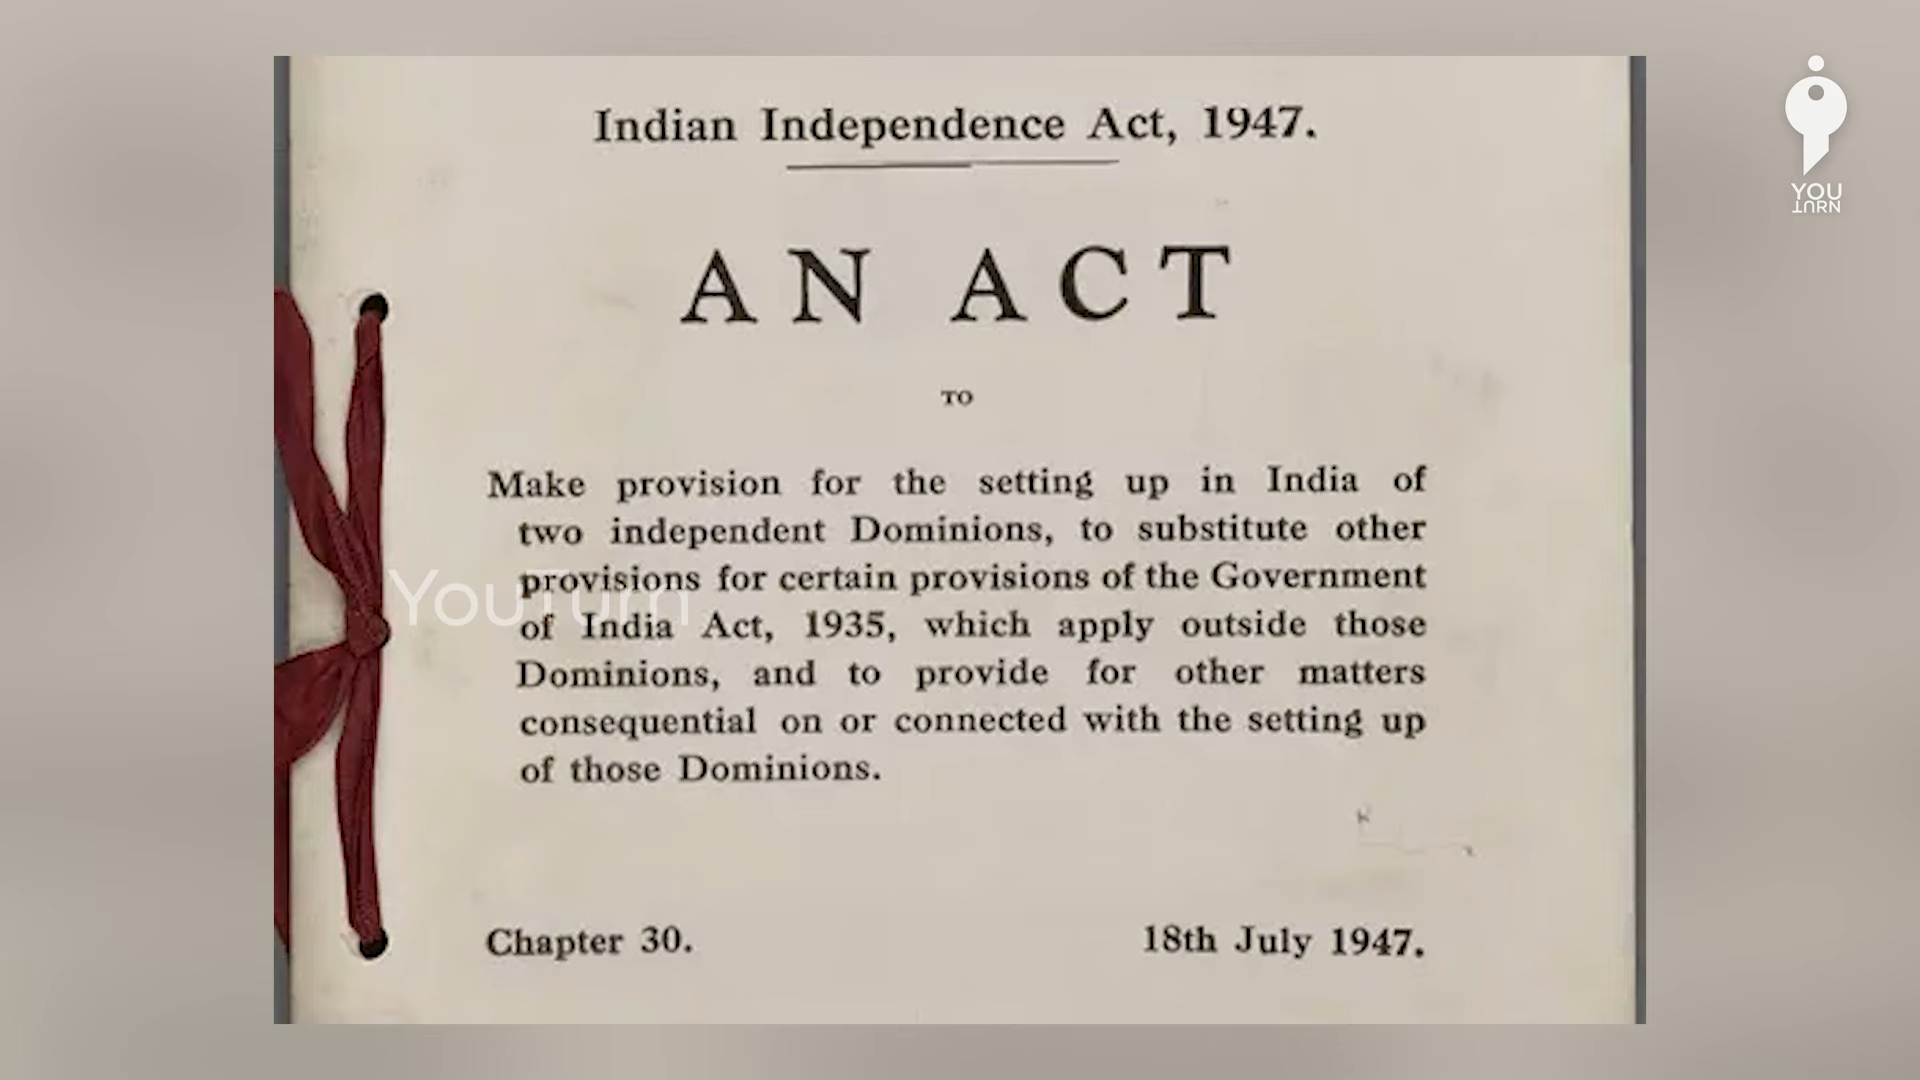 Indian Independence Act, 1947.
AN ACT
TO
Make provision for the setting up in India of
two independent Dominions, to substitute other
provisions for certain provisions of the Government
of India Act, 1935, which apply outside those
Dominions, and to provide for other matters
consequential on or connected with the setting up
of those Dominions.
Chapter 30.
18th July 1947.
YouTurn
YOU
TURN